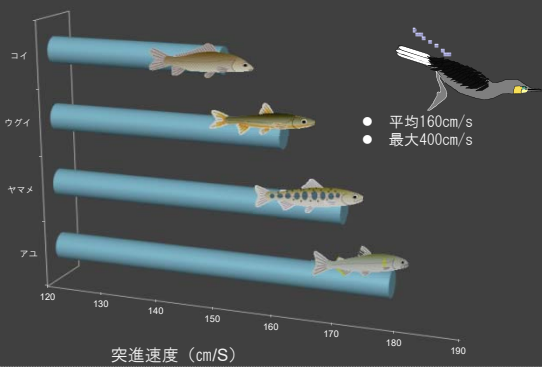 コイ
ウグイ
ヤマメ
アユ
120
130
140
150
160
170
180
190
突進速度（cm/S）
● 平均160cm/s
● 最大400cm/s